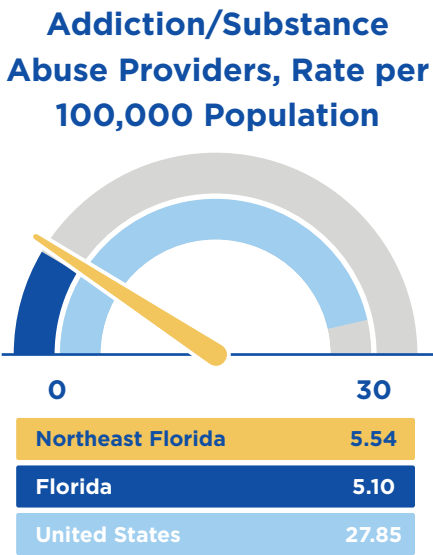 Addiction/Substance
Abuse Providers, Rate per
100,000 Population
0 30
Northeast Florida 5.54
Florida 5.10
United States 27.85